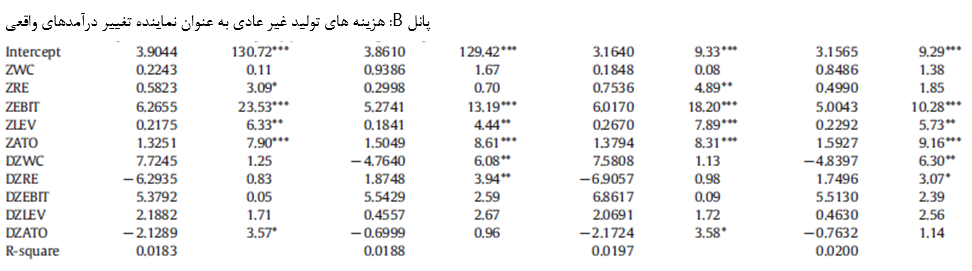 پانل B: هزینه های تولید غیر عادی به عنوان نماینده تغییر درآمدهای واقعی
Intercept 3.9044 130.72*** 3.8610 129.42*** 3.1640 9.33*** 3.1565 9.29***
ZWC 0.2243 0.11 0.9386 1.67 0.1848 0.08 0.8486 1.38
ZRE 0.5823 3.09* 0.2998 0.70 0.7536 4.89** 0.4990 1.85
ZEBIT 6.2655 23.53*** 5.2741 13.19*** 6.0170 18.20*** 5.0043 10.28***
ZLEV 0.2175 6.33** 0.1841 4.44** 0.2670 7.89*** 0.2292 5.73**
ZATO 1.3251 7.90*** 1.5049 8.61*** 1.3794 8.31*** 1.5927 9.16***
DZWC 7.7245 1.25 −4.7640 6.08** 7.5808 1.13 −4.8397 6.30**
DZRE −6.2935 0.83 1.8748 3.94** −6.9057 0.98 1.7496 3.07*
DZEBIT 5.3792 0.05 5.5429 2.59 6.8617 0.09 5.5130 2.39
DZLEV 2.1882 1.71 0.4557 2.67 2.0691 1.72 0.4630 2.56
DZATO −2.1289 3.57* −0.6999 0.96 −2.1724 3.58* −0.7632 1.14
R-square 0.0183 0.0188 0.0197 0.0200